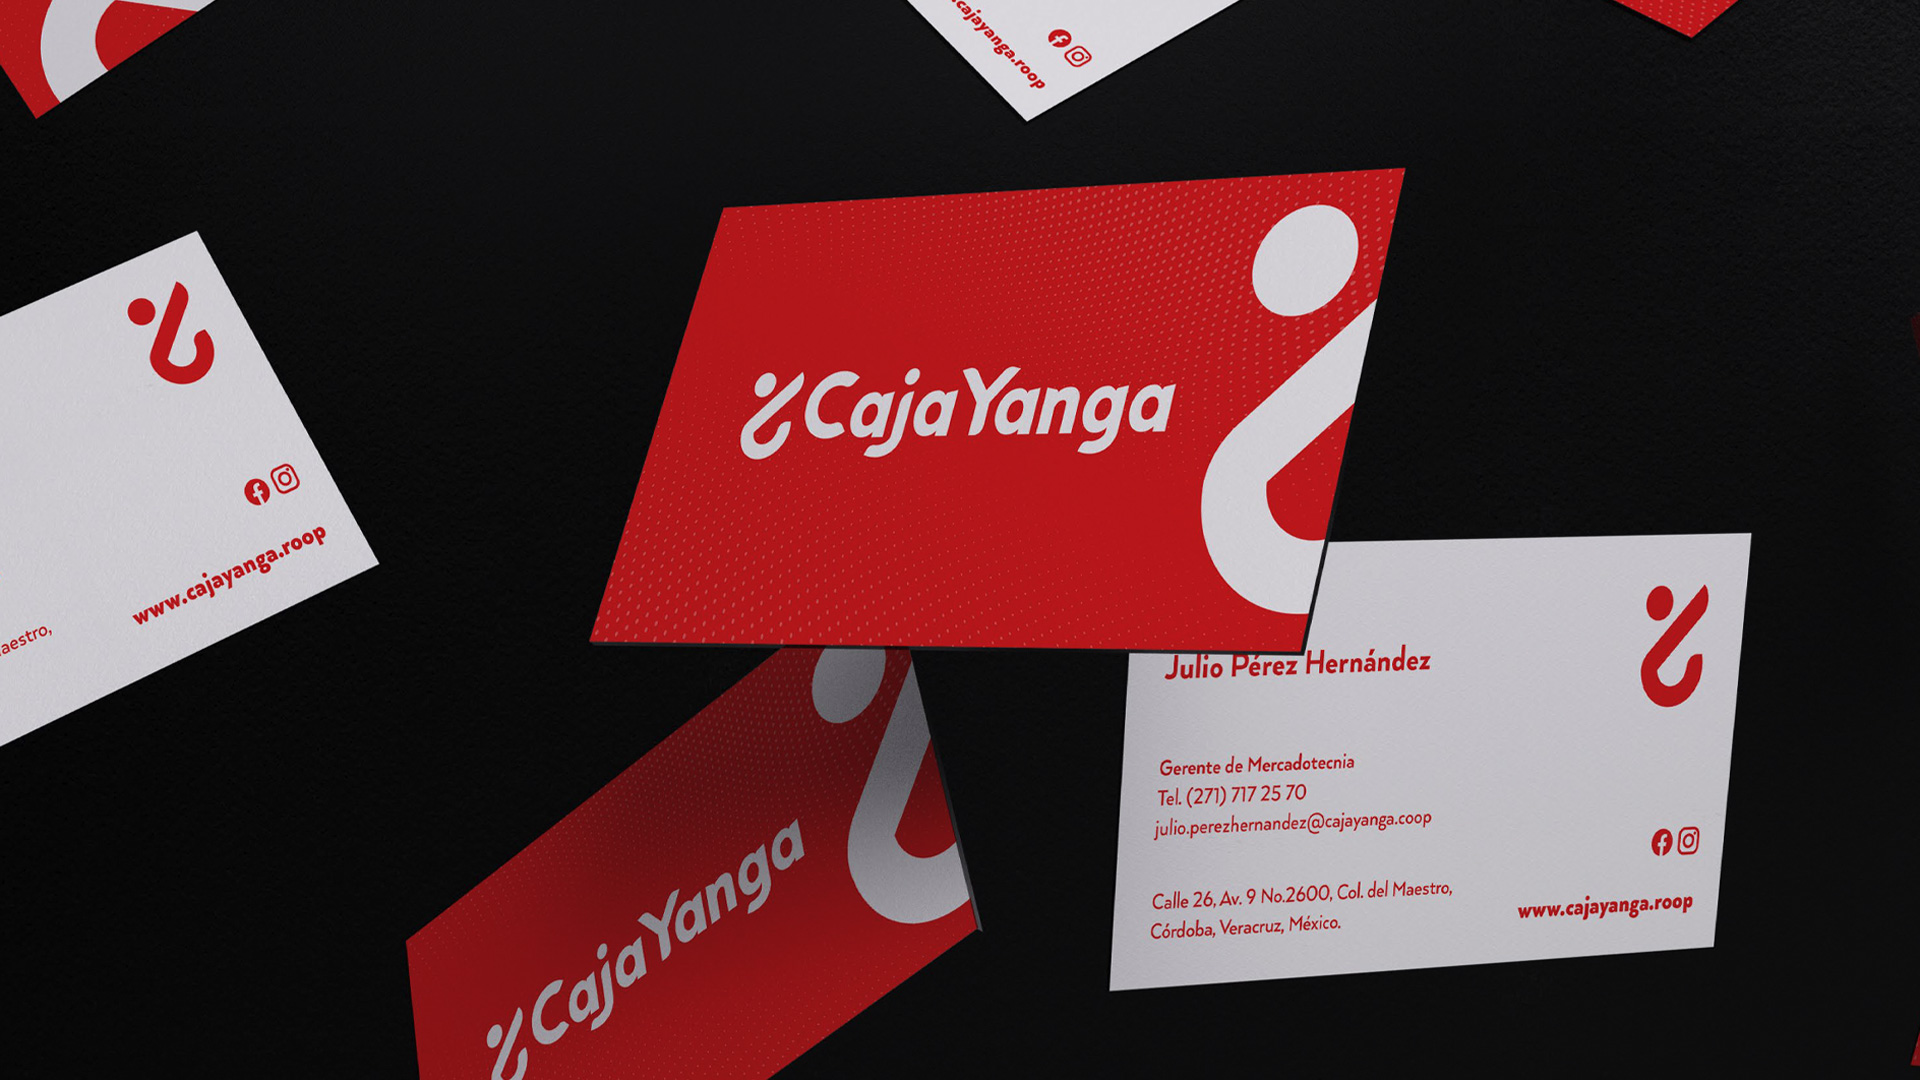 cajayanga.roop
CajaYanga
www.cajayanga.roop
aestro,
Julio Pérez Hernández
Gerente de Mercadotecnia
Tel. (271) 717 25 70
julio.perezhernandez@cajayanga.coop
Calle 26, Av. 9 No.2600, Col. del Maestro,
Córdoba, Veracruz, México.
www.cajayanga.roop
CajaYanga